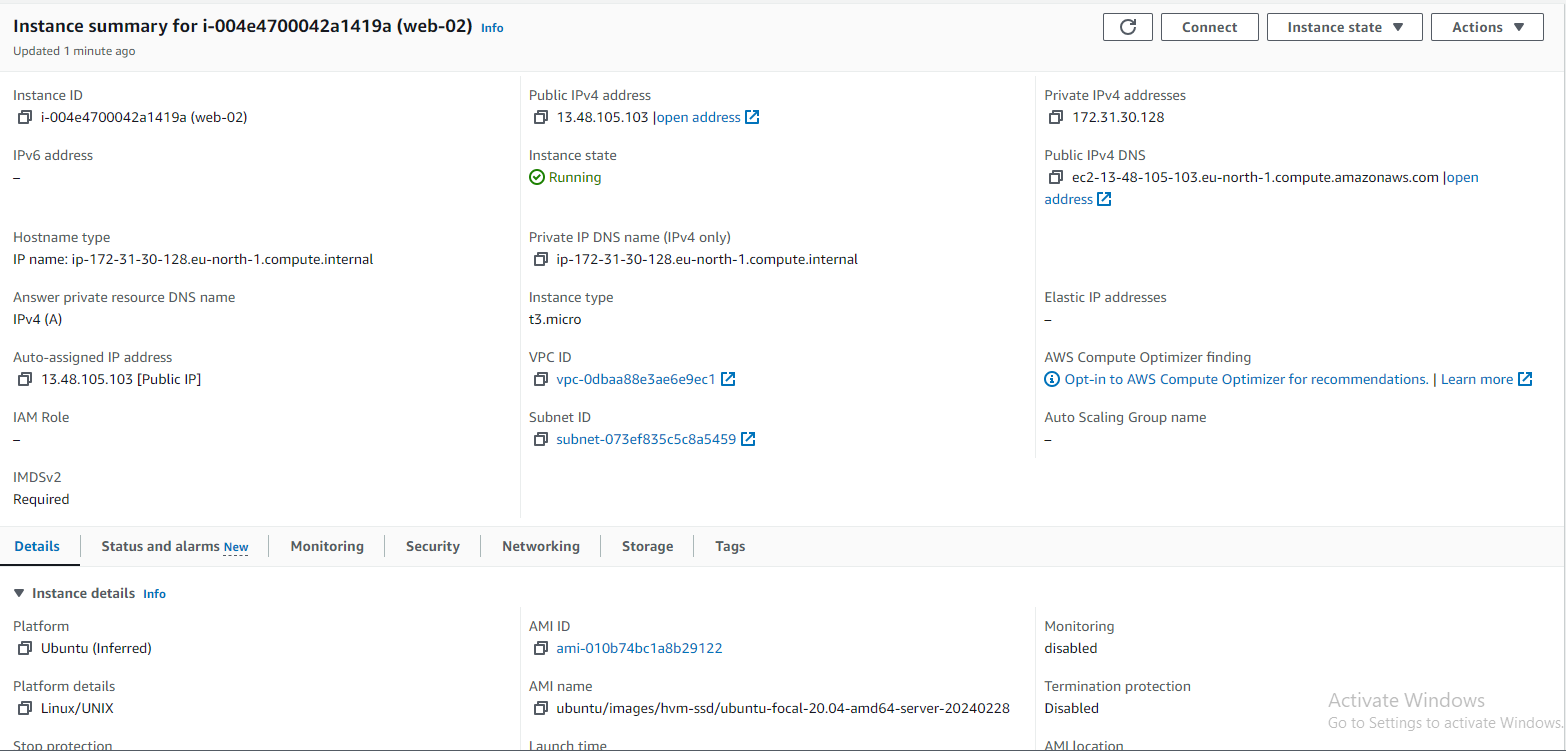 Instance summary for i-004e4700042a1419a (web-02) Info
Updated 1 minute ago
Connect
Instance state
Actions
Instance ID
i-004e4700042a1419a (web-02)
Public IPv4 address
13.48.105.103 |open address
Private IPv4 addresses
172.31.30.128
IPv6 address
–
Instance state
Running
Public IPv4 DNS
ec2-13-48-105-103.eu-north-1.compute.amazonaws.com |open
address
Hostname type
IP name: ip-172-31-30-128.eu-north-1.compute.internal
Private IP DNS name (IPv4 only)
ip-172-31-30-128.eu-north-1.compute.internal
Answer private resource DNS name
IPv4 (A)
Instance type
t3.micro
Elastic IP addresses
–
Auto-assigned IP address
13.48.105.103 [Public IP]
VPC ID
vpc-0dbaa88e3ae6e9ec1
AWS Compute Optimizer finding
Opt-in to AWS Compute Optimizer for recommendations. | Learn more
IAM Role
–
Subnet ID
subnet-073ef835c5c8a5459
Auto Scaling Group name
–
IMDSv2
Required
Details
Status and alarms New
Monitoring
Security
Networking
Storage
Tags
Instance details Info
Platform
Ubuntu (Inferred)
AMI ID
ami-010b74bc1a8b29122
Monitoring
disabled
Platform details
Linux/UNIX
AMI name
ubuntu/images/hvm-ssd/ubuntu-focal-20.04-amd64-server-20240228
Termination protection
Disabled
Stop protection
Launch time
AMI location
Activate Windows
Go to Settings to activate Windows.